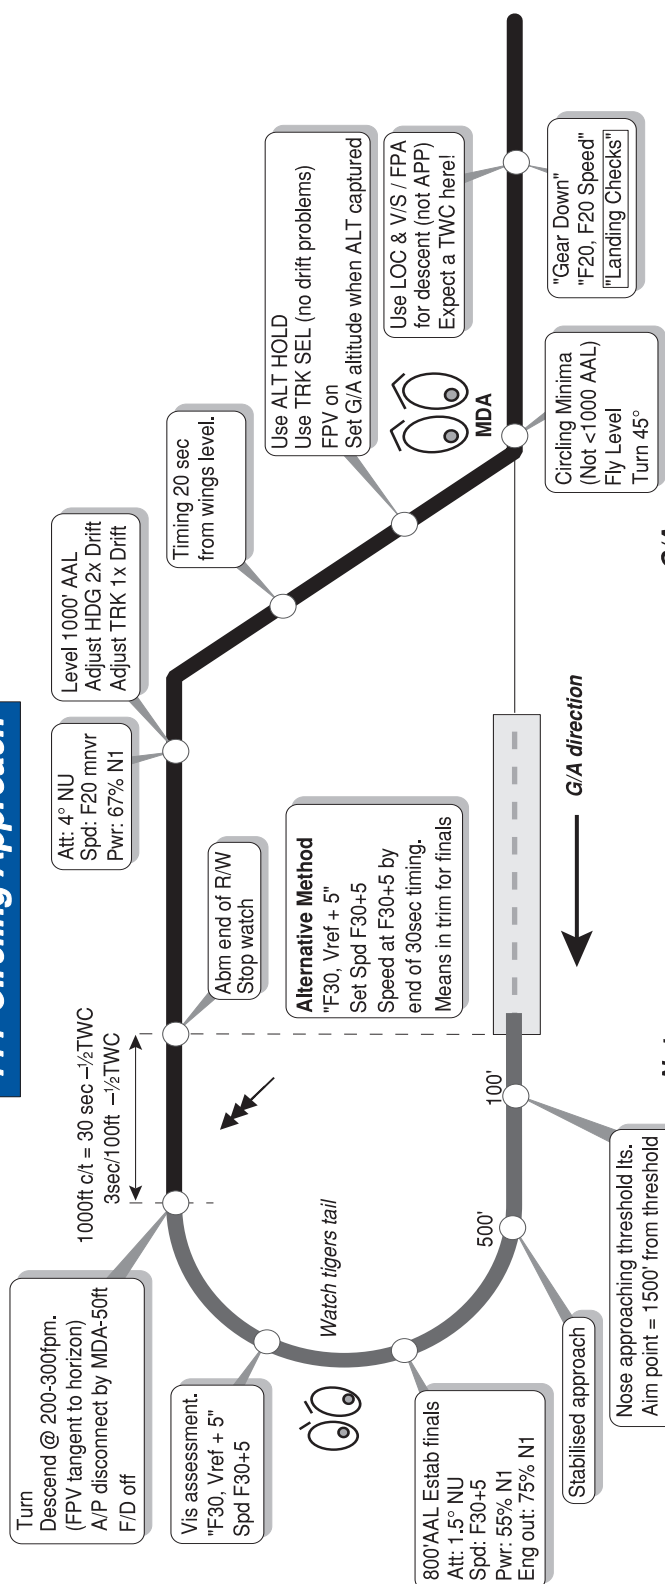 777 Circling Approach
"Gear Down"
"F20, F20 Speed"
"Landing Checks"
Use LOC & V/S / FPA
for descent (not APP)
Expect a TWC here!
Circling Minima
(Not <1000 AAL)
Fly Level
Turn 45°
MDA
Use ALT HOLD
Use TRK SEL (no drift problems)
FPV on
Set G/A altitude when ALT captured
Timing 20 sec
from wings level.
Level 1000' AAL
Adjust HDG 2x Drift
Adjust TRK 1x Drift
Att: 4° NU
Spd: F20 mnvr
Pwr: 67% N1
Abm end of R/W
Stop watch
1000ft c/t = 30 sec –½TWC
3sec/100ft –½TWC
Alternative Method
"F30, Vref + 5"
Set Spd F30+5
Speed at F30+5 by
end of 30sec timing.
Means in trim for finals
Turn
Descend @ 200-300fpm.
(FPV tangent to horizon)
A/P disconnect by MDA-50ft
F/D off
Vis assessment.
"F30, Vref + 5"
Spd F30+5
Watch tigers tail
800'AAL Estab finals
Att: 1.5° NU
Spd: F30+5
Pwr: 55% N1
Eng out: 75% N1
500'
Stabilised approach
100'
Nose approaching threshold lts.
Aim point = 1500' from threshold
G/A direction